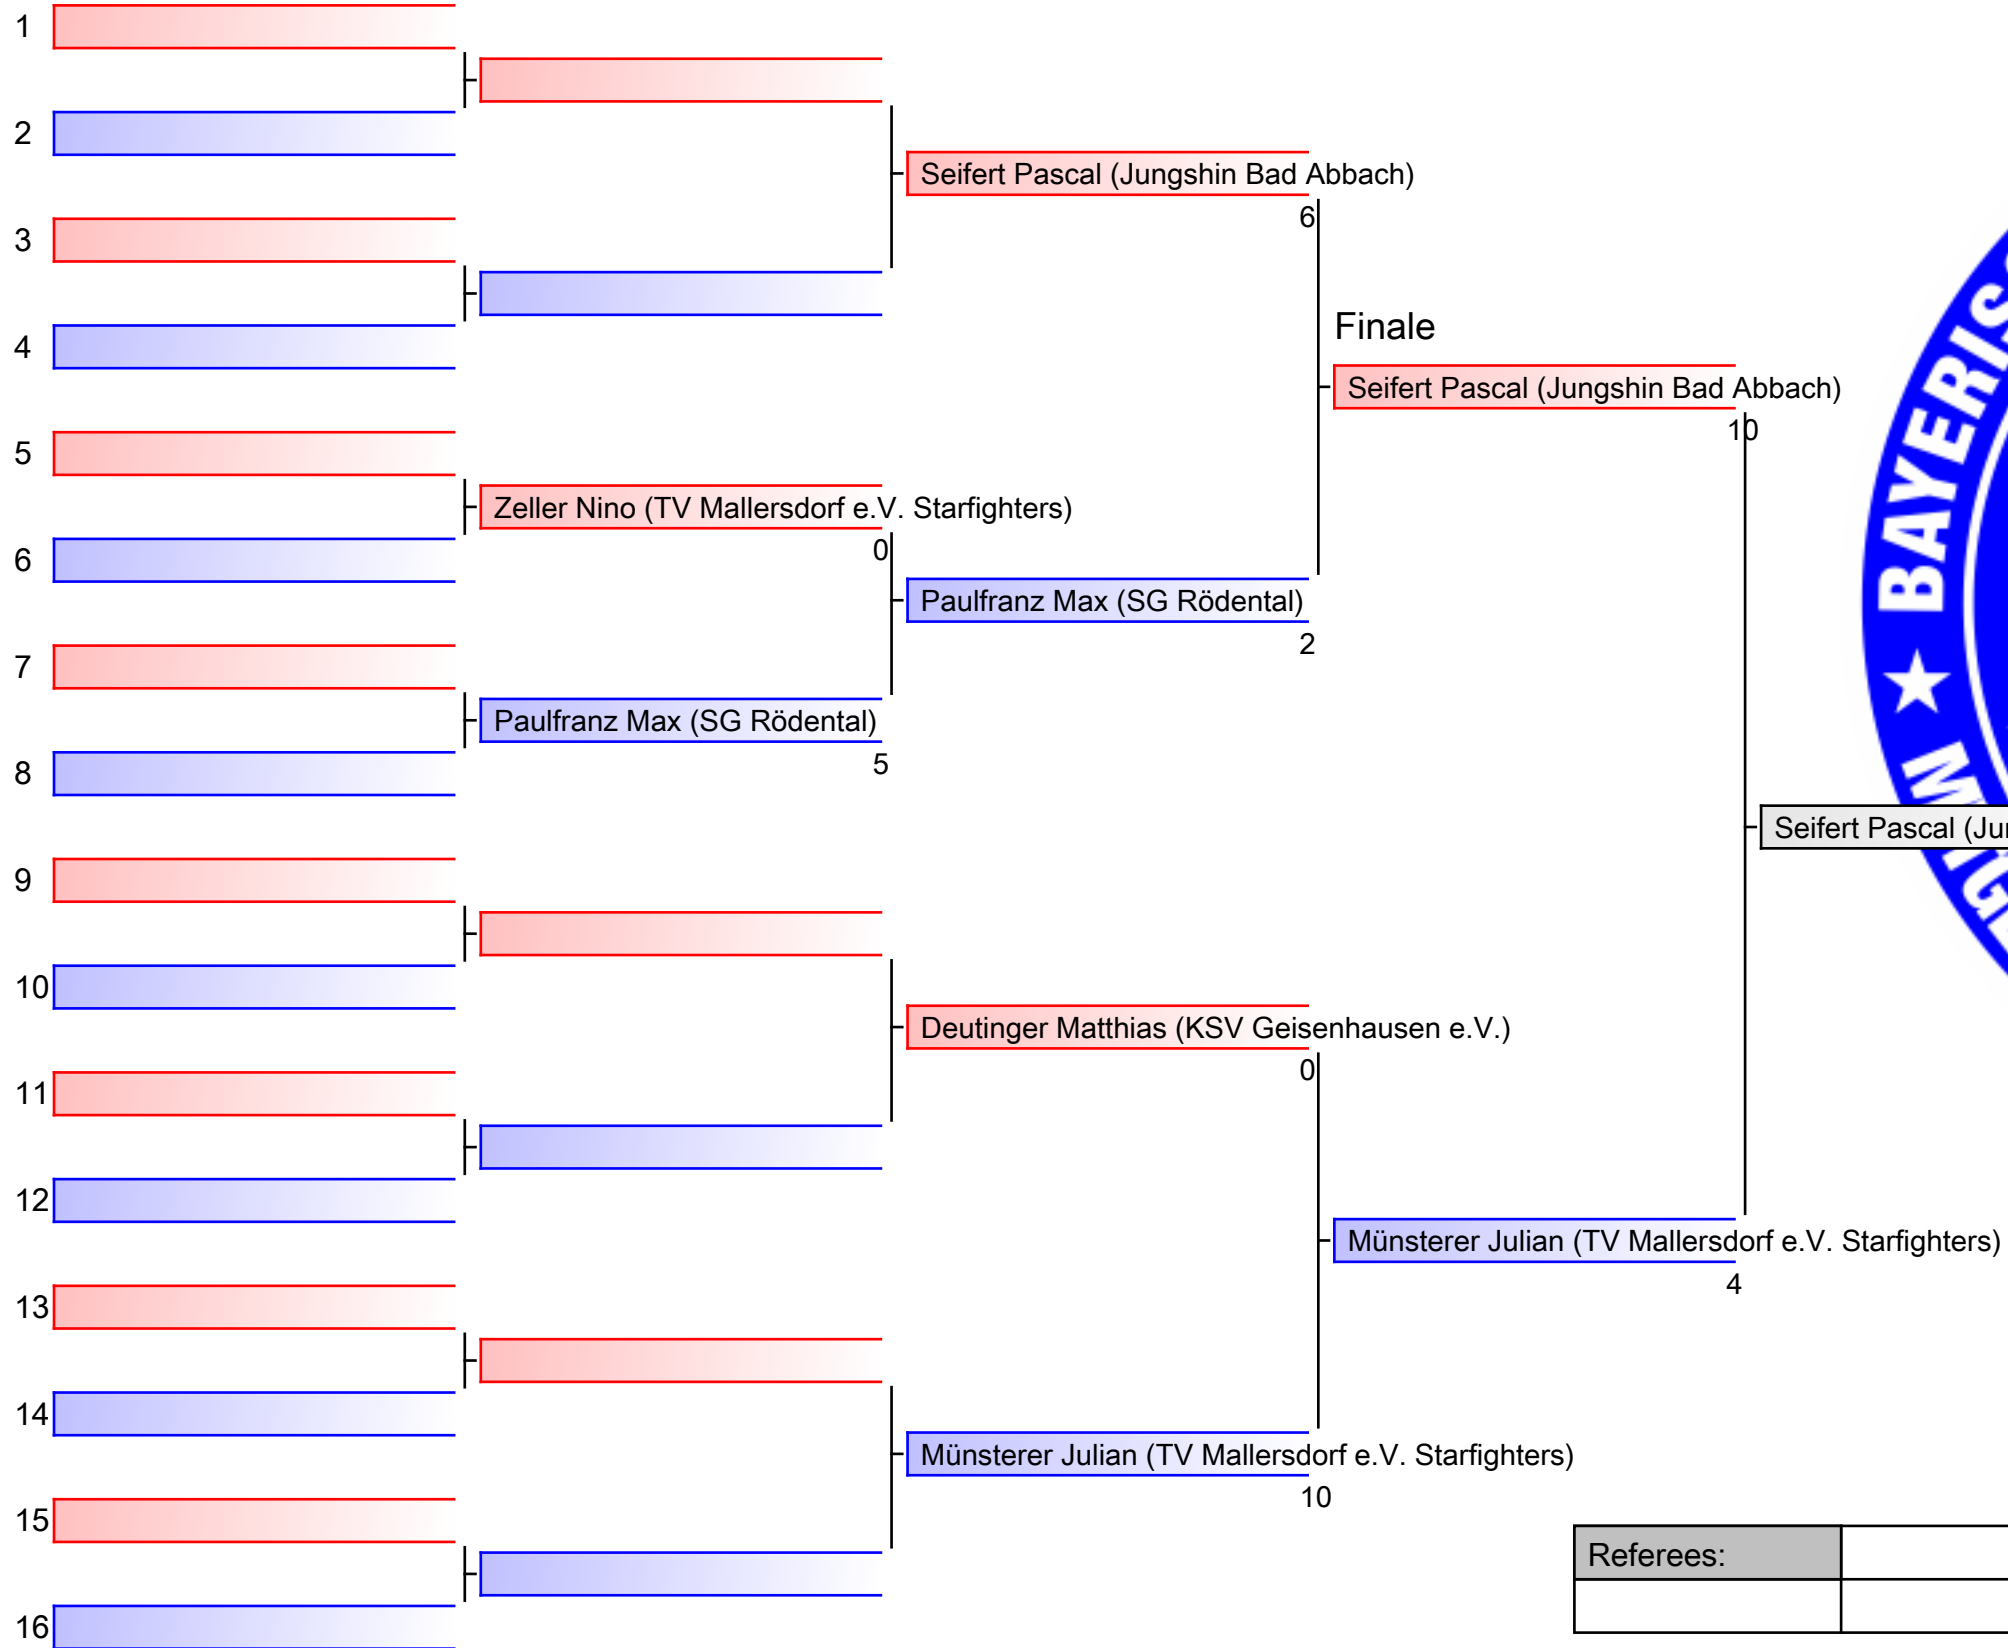 1
2
Seifert Pascal (Jungshin Bad Abbach)
6
3
4
Finale
Seifert Pascal (Jungshin Bad Abbach)
10
5
Zeller Nino (TV Mallersdorf e.V. Starfighters)
0
6
Paulfranz Max (SG Rödental)
2
7
Paulfranz Max (SG Rödental)
5
8
Seifert Pascal
9
10
Deutinger Matthias (KSV Geisenhausen e.V.)
0
11
12
Münsterer Julian (TV Mallersdorf e.V. Starfighters)
4
13
14
Münsterer Julian (TV Mallersdorf e.V. Starfighters)
10
15
16
Referees: